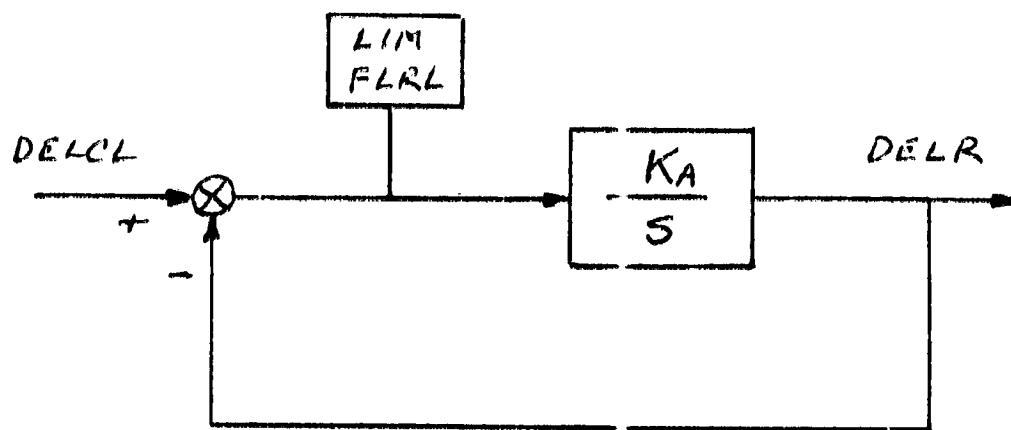 LIM
FLRL
DELCL
+
-
K_A
S
DELR